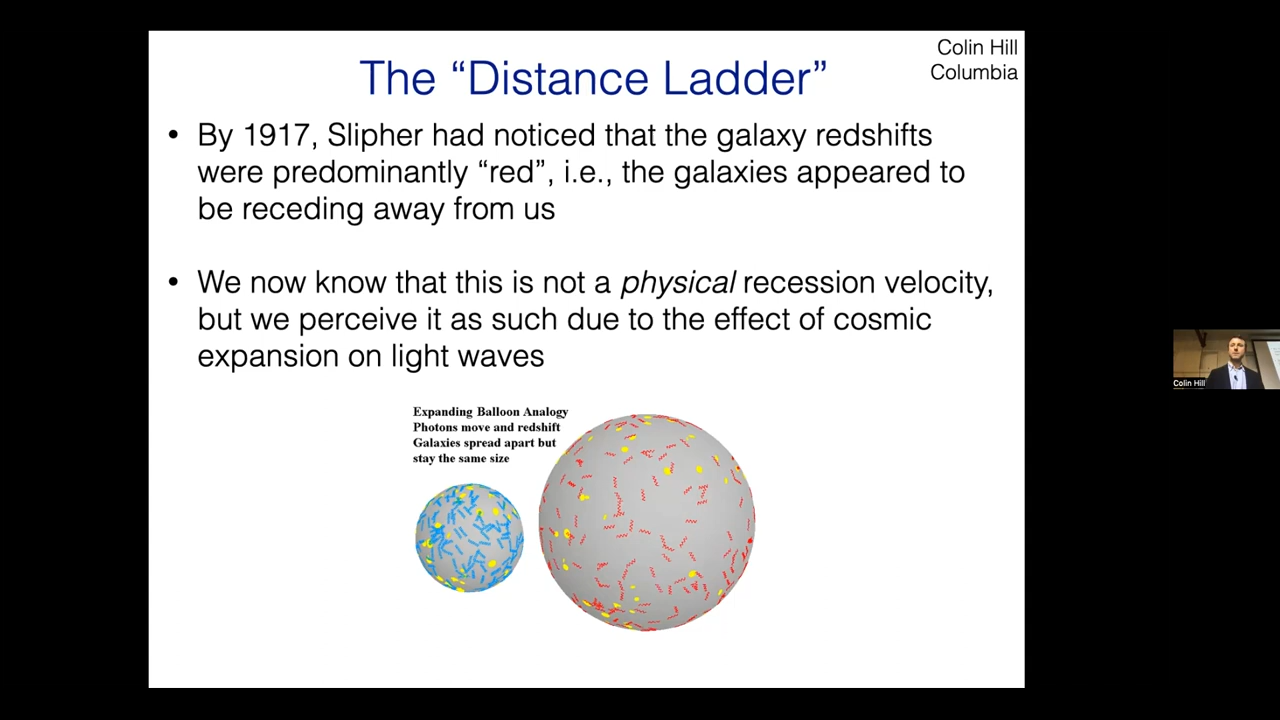 Colin Hill
Columbia
The “Distance Ladder”
• By 1917, Slipher had noticed that the galaxy redshifts
were predominantly “red”, i.e., the galaxies appeared to
be receding away from us
• We now know that this is not a physical recession velocity,
but we perceive it as such due to the effect of cosmic
expansion on light waves
Expanding Balloon Analogy
Photons move and redshift
Galaxies spread apart but
stay the same size
Colin Hill